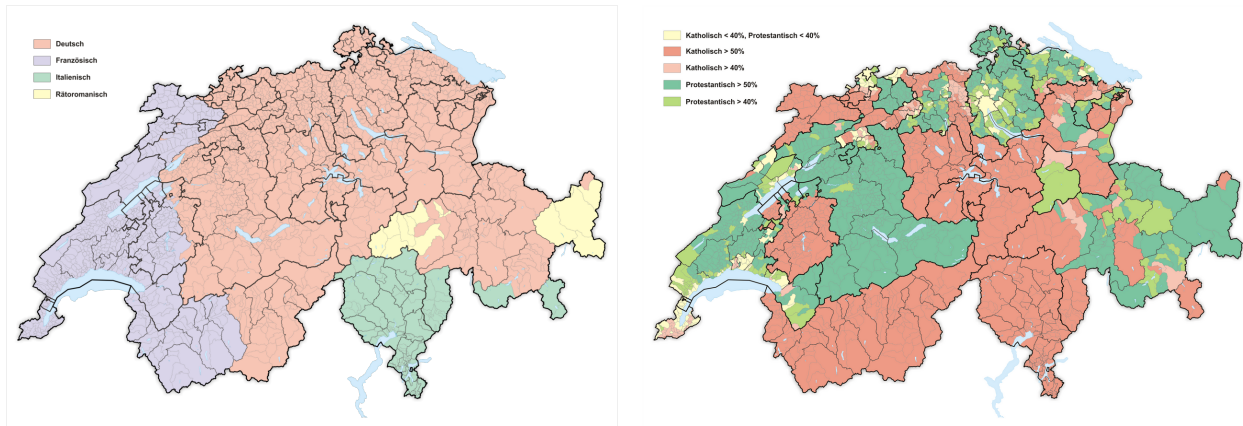 Deutsch
Französisch
Italienisch
Rätoromanisch
Katholisch < 40%, Protestantisch < 40%
Katholisch > 50%
Katholisch > 40%
Protestantisch > 50%
Protestantisch > 40%